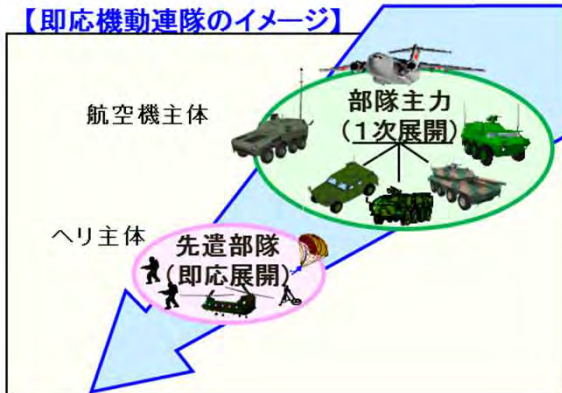 【即応機動連隊のイメージ】
航空機主体
部隊主力
（１次展開）
ヘリ主体
先遣部隊
（即応展開）